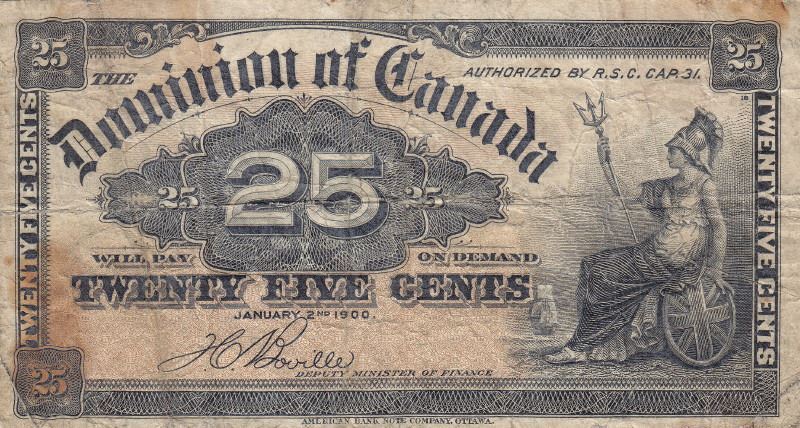 25
25
THE
Dominion of Canada
AUTHORIZED BY R.S.C. CAP. 31.
TWENTY FIVE CENTS
25
25
25
TWENTY FIVE CENTS
WILL PAY ON DEMAND
TWENTY FIVE CENTS
JANUARY 2ND 1900
DEPUTY MINISTER OF FINANCE
25
AMERICAN BANK NOTE COMPANY, OTTAWA.